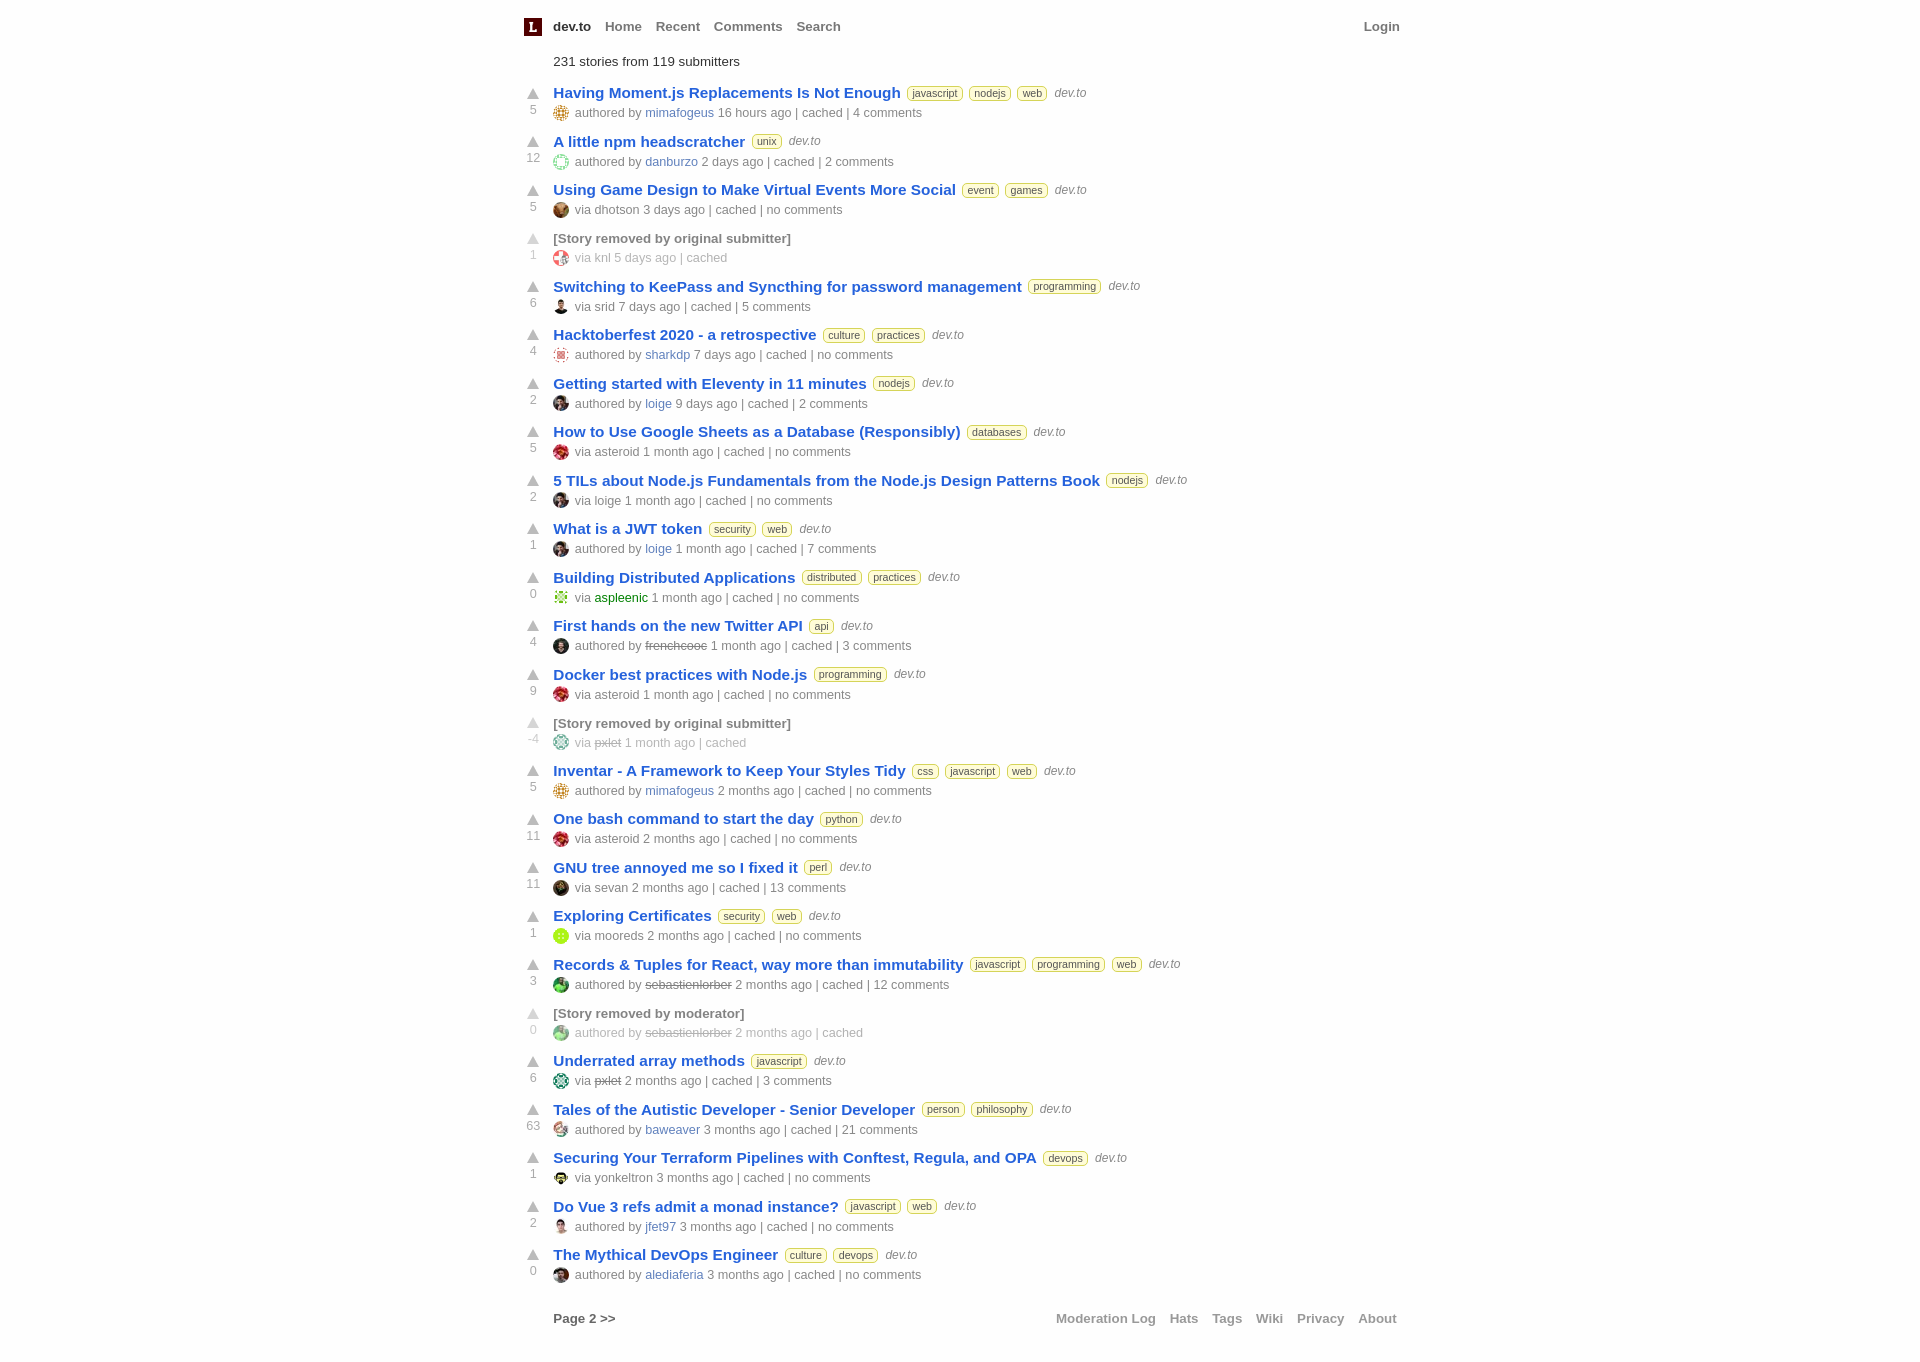 L dev.to Home Recent Comments Search Login
231 stories from 119 submitters
Having Moment.js Replacements Is Not Enough javascript nodejs web dev.to
5
authored by mimafogeus 16 hours ago | cached | 4 comments
A little npm headscratcher unix dev.to
12
authored by danburzo 2 days ago | cached | 2 comments
Using Game Design to Make Virtual Events More Social event games dev.to
5
via dhotson 3 days ago | cached | no comments
[Story removed by original submitter]
1
via knl 5 days ago | cached
Switching to KeePass and Syncthing for password management programming dev.to
6
via srid 7 days ago | cached | 5 comments
Hacktoberfest 2020 - a retrospective culture practices dev.to
4
authored by sharkdp 7 days ago | cached | no comments
Getting started with Eleventy in 11 minutes nodejs dev.to
2
authored by loige 9 days ago | cached | 2 comments
How to Use Google Sheets as a Database (Responsibly) databases dev.to
5
via asteroid 1 month ago | cached | no comments
5 TILs about Node.js Fundamentals from the Node.js Design Patterns Book nodejs dev.to
2
via loige 1 month ago | cached | no comments
What is a JWT token security web dev.to
1
authored by loige 1 month ago | cached | 7 comments
Building Distributed Applications distributed practices dev.to
0
via aspleenic 1 month ago | cached | no comments
First hands on the new Twitter API api dev.to
4
authored by frenchcooc 1 month ago | cached | 3 comments
Docker best practices with Node.js programming dev.to
9
via asteroid 1 month ago | cached | no comments
[Story removed by original submitter]
-4
via pxlet 1 month ago | cached
Inventar - A Framework to Keep Your Styles Tidy css javascript web dev.to
5
authored by mimafogeus 2 months ago | cached | no comments
One bash command to start the day python dev.to
11
via asteroid 2 months ago | cached | no comments
GNU tree annoyed me so I fixed it perl dev.to
11
via sevan 2 months ago | cached | 13 comments
Exploring Certificates security web dev.to
1
via mooreds 2 months ago | cached | no comments
Records & Tuples for React, way more than immutability javascript programming web dev.to
3
authored by sebastienlorber 2 months ago | cached | 12 comments
[Story removed by moderator]
0
authored by sebastienlorber 2 months ago | cached
Underrated array methods javascript dev.to
6
via pxlet 2 months ago | cached | 3 comments
Tales of the Autistic Developer - Senior Developer person philosophy dev.to
63
authored by baweaver 3 months ago | cached | 21 comments
Securing Your Terraform Pipelines with Conftest, Regula, and OPA devops dev.to
1
via yonkeltron 3 months ago | cached | no comments
Do Vue 3 refs admit a monad instance? javascript web dev.to
2
authored by jfet97 3 months ago | cached | no comments
The Mythical DevOps Engineer culture devops dev.to
0
authored by alediaferia 3 months ago | cached | no comments
Page 2 >> Moderation Log Hats Tags Wiki Privacy About